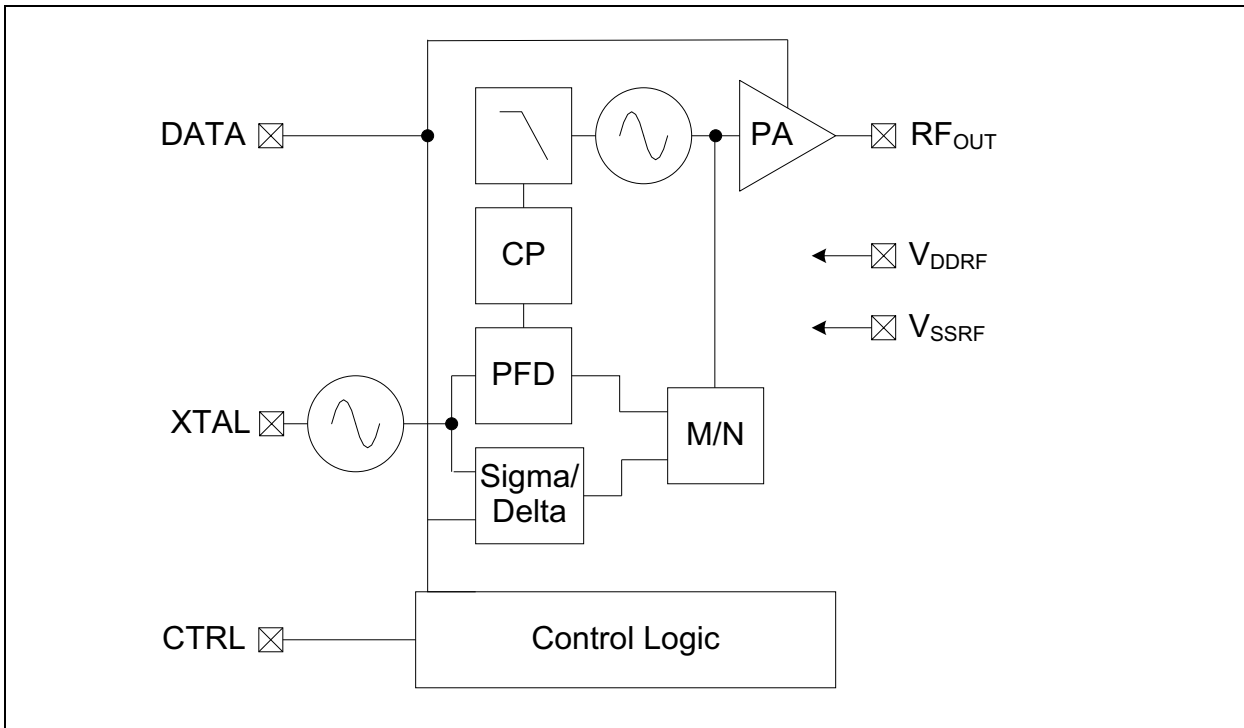 DATA
PA
RFOUT
CP
VDDRF
VSSRF
PFD
XTAL
M/N
Sigma/
Delta
CTRL
Control Logic